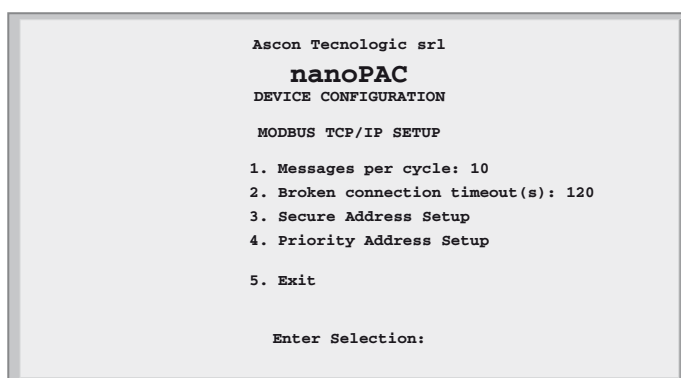 Ascon Tecnologic srl
nanoPAC
DEVICE CONFIGURATION
MODBUS TCP/IP SETUP
1. Messages per cycle: 10
2. Broken connection timeout(s): 120
3. Secure Address Setup
4. Priority Address Setup
5. Exit
Enter Selection: